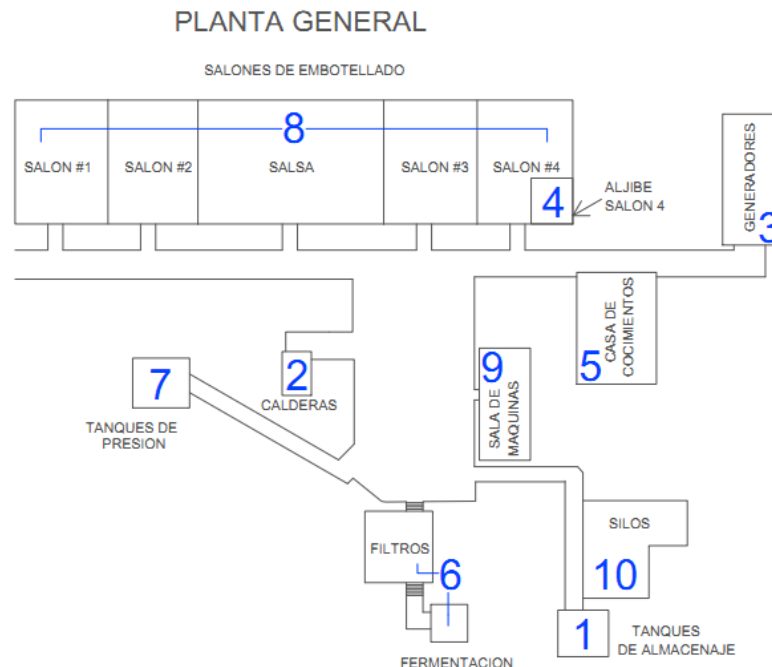 PLANTA GENERAL
SALONES DE EMBOTELLADO
8
SALON #1
SALON #2
SALSA
SALON #3
SALON #4
4
ALJIBE
SALON 4
GENERADORES
3
CASA DE
COCIMIENTOS
5
9
SALA DE
MAQUINAS
2
CALDERAS
7
TANQUES DE
PRESION
FILTROS
6
FERMENTACION
SILOS
10
1
TANQUES
DE ALMACENAJE